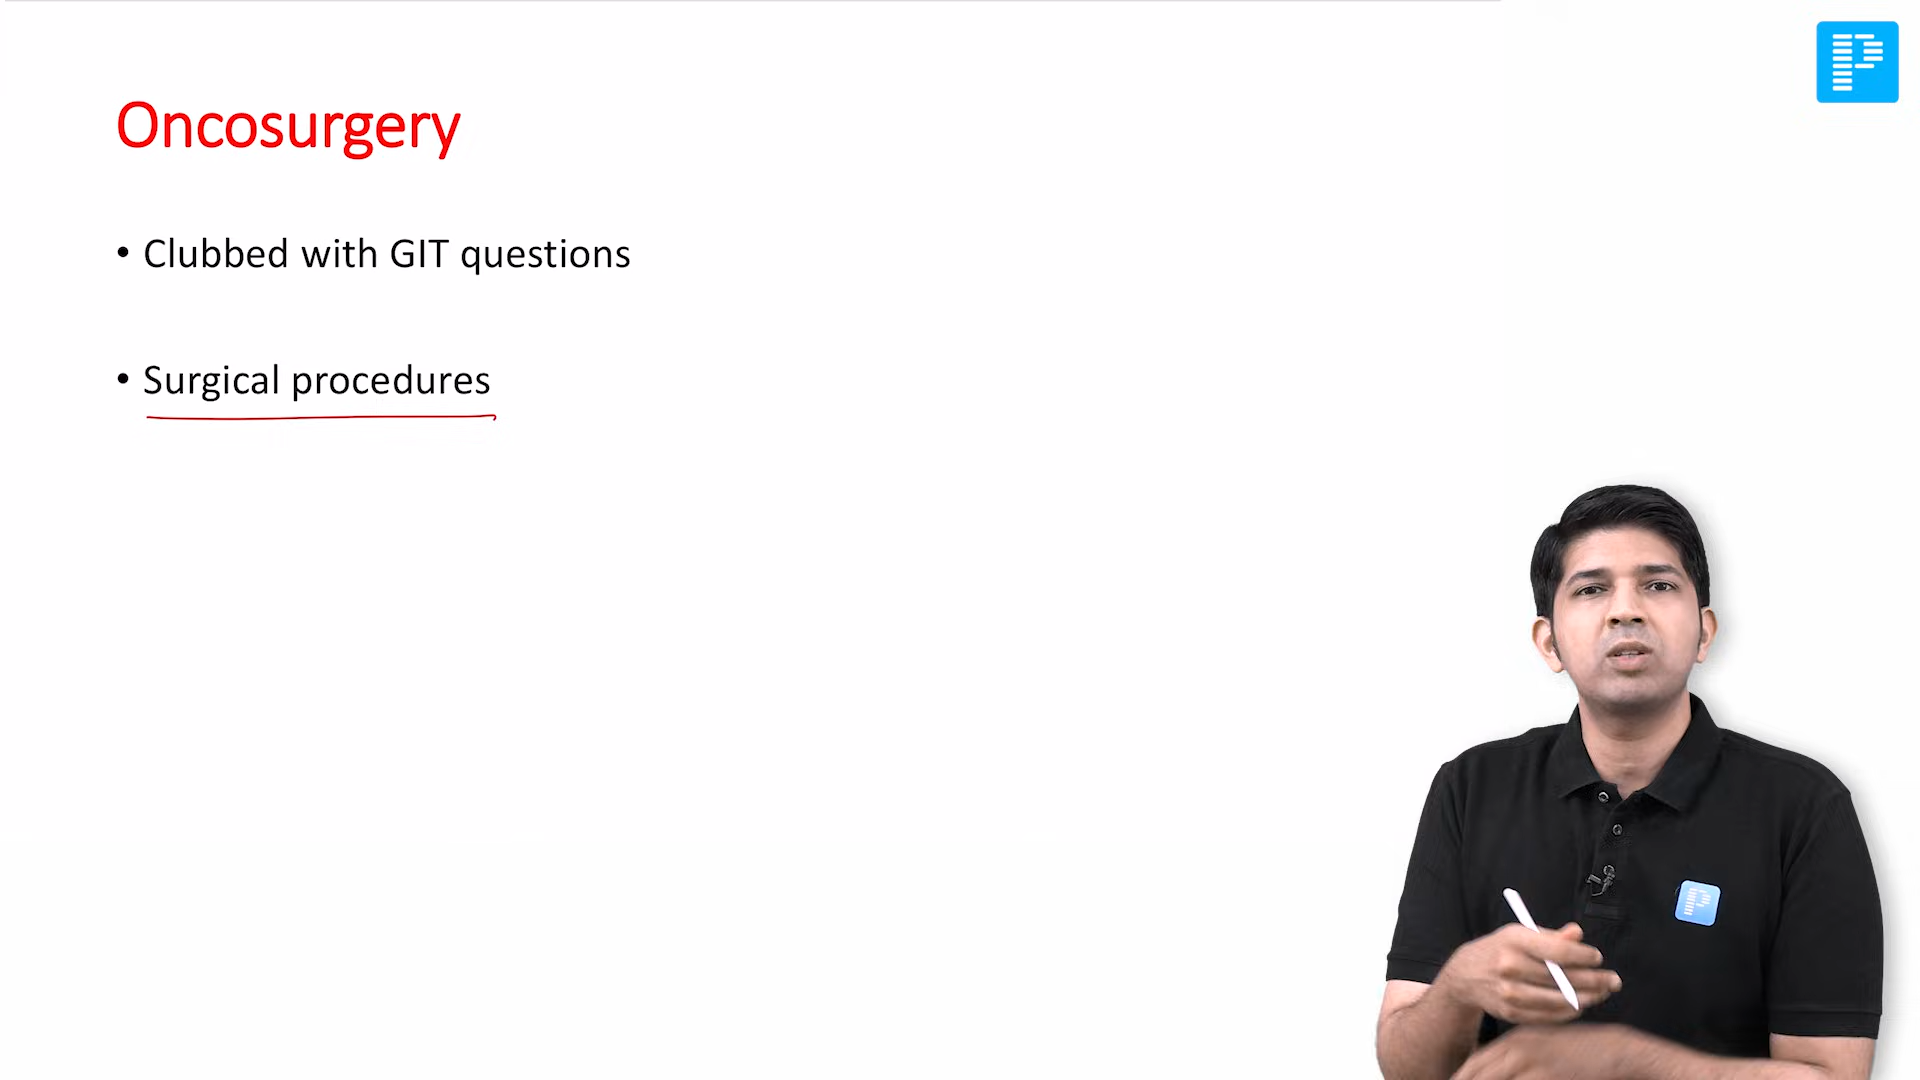 Oncosurgery
• Clubbed with GIT questions
• Surgical procedures